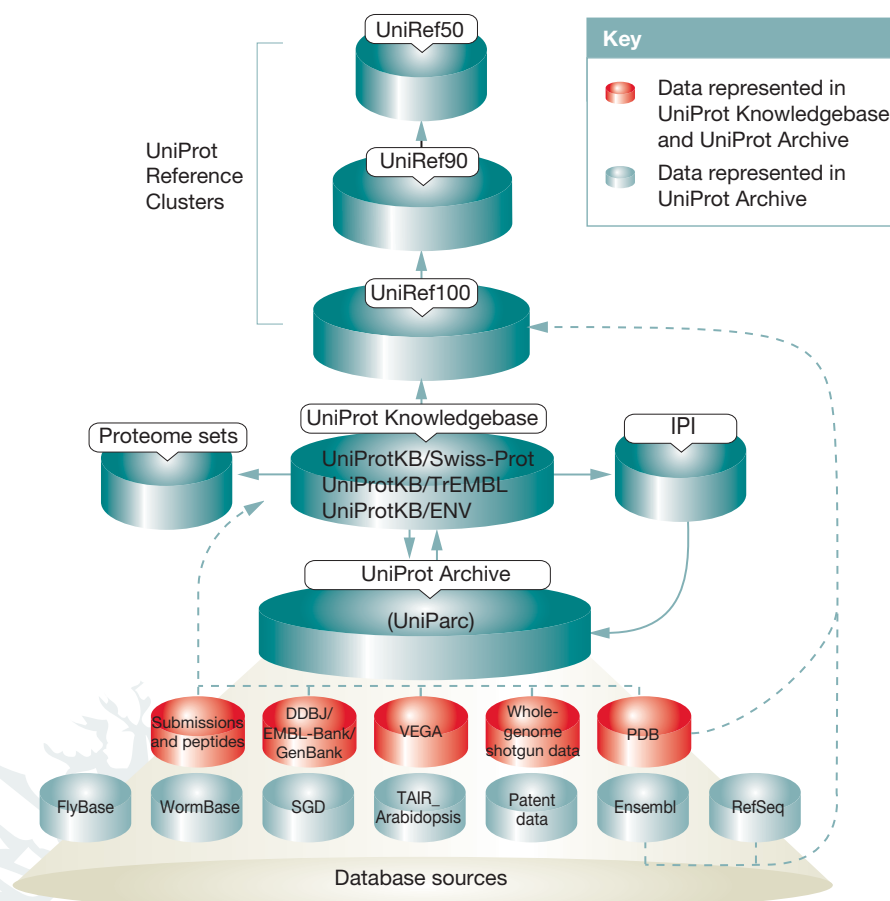 UniRef50
Key
Data represented in
UniProt Knowledgebase
and UniProt Archive
Data represented in
UniProt Archive
UniProt
Reference
Clusters
UniRef90
UniRef100
UniProt Knowledgebase
Proteome sets
IPI
UniProtKB/Swiss-Prot
UniProtKB/TrEMBL
UniProtKB/ENV
UniProt Archive
(UniParc)
Submissions
and peptides
DDBJ/
EMBL-Bank/
GenBank
VEGA
Whole-
genome
shotgun data
PDB
FlyBase
WormBase
SGD
TAIR_
Arabidopsis
Patent
data
Ensembl
RefSeq
Database sources